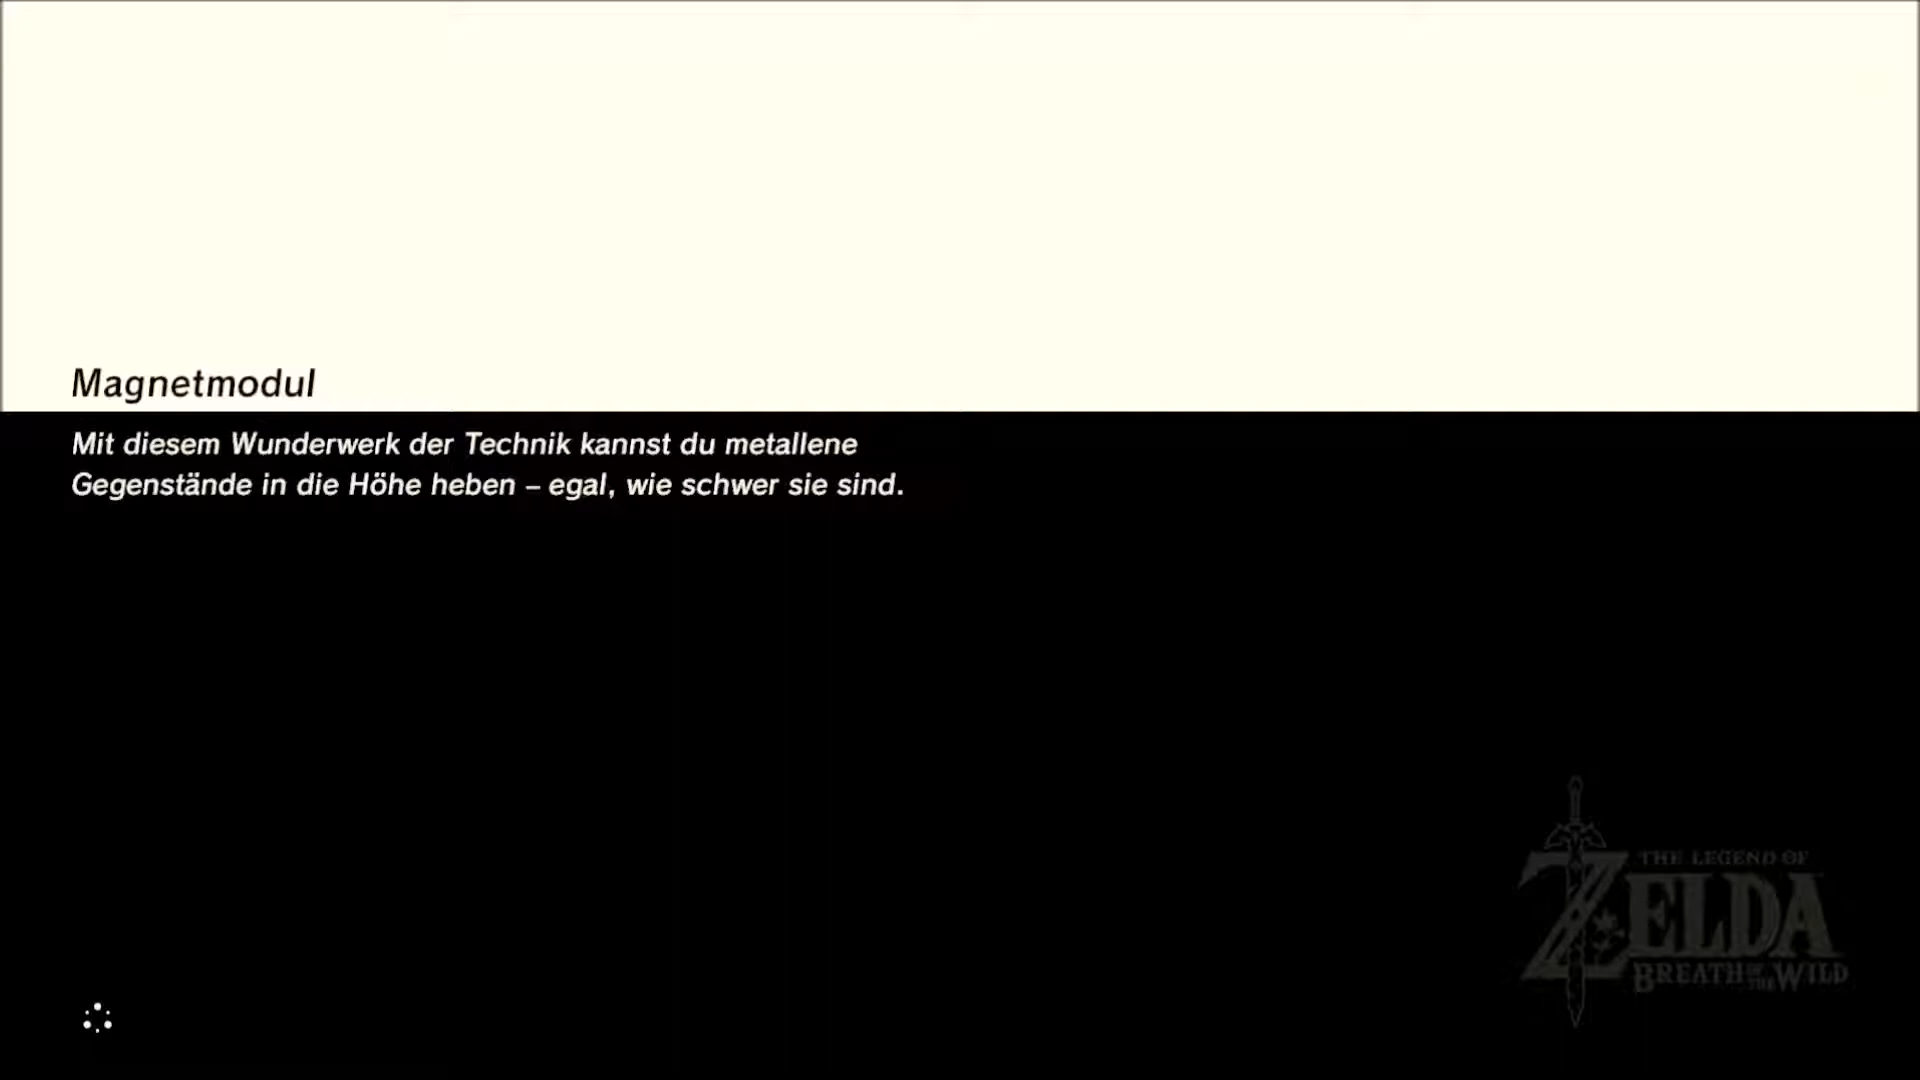 Magnetmodul
Mit diesem Wunderwerk der Technik kannst du metallene
Gegenstände in die Höhe heben – egal, wie schwer sie sind.
THE LEGEND OF
ZELDA
BREATH OF THE WILD